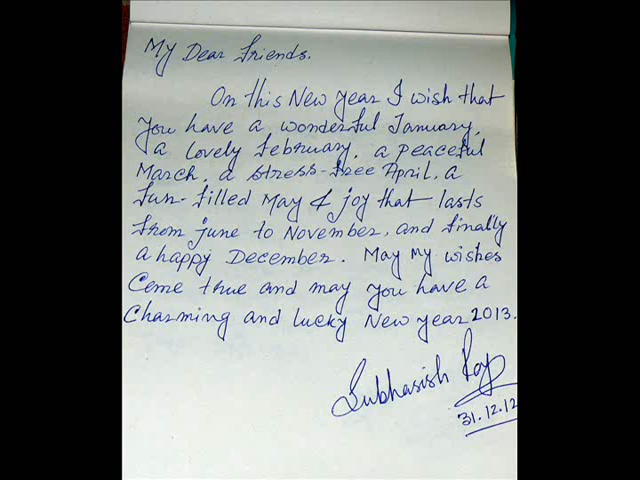 My Dear Friends.
On this New year I wish that
you have a wonderful January,
a lovely February, a peaceful
March, a stress-free April, a
fun-filled May & joy that lasts
from june to November, and finally
a happy December. May my wishes
Come true and may you have a
Charming and lucky New year 2013.
Subhasish Roy
31.12.12